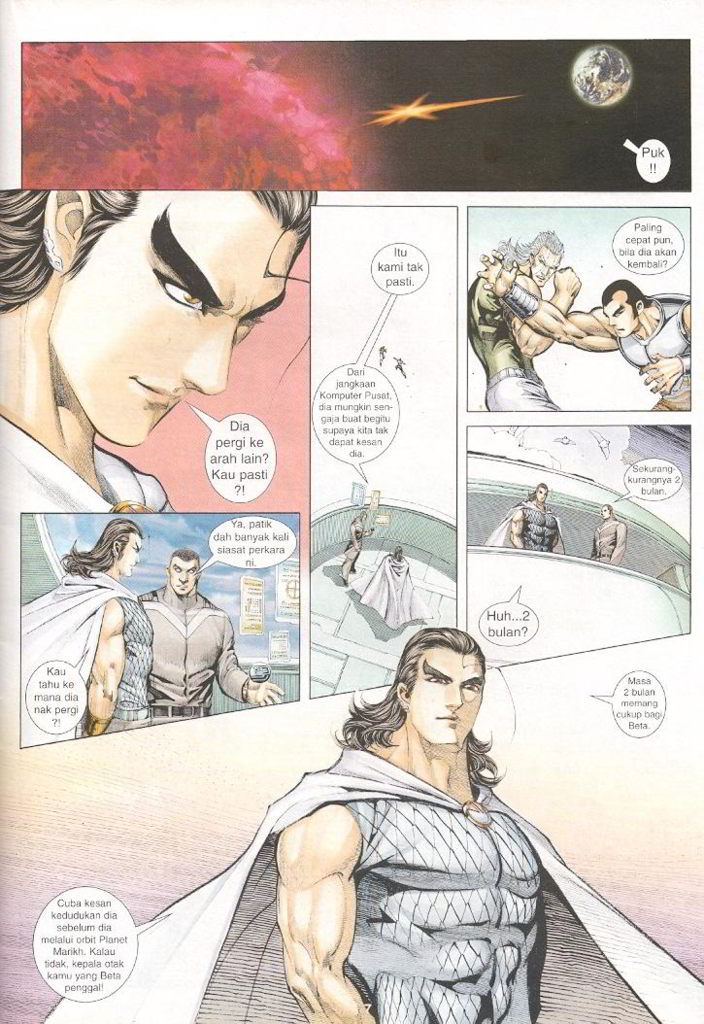 Puk
!!
Dia
pergi ke
arah lain?
Kau pasti
?!
Ya, patik
dah banyak kali
siasat perkara
ni.
Kau
tahu ke
mana dia
nak pergi
?!
Itu
kami tak
pasti.
Dari
jangkaan
Komputer Pusat,
dia mungkin sen-
gaja buat begitu
supaya kita tak
dapat kesan
dia.
Paling
cepat pun,
bila dia akan
kembali?
Sekurang-
kurangnya 2
bulan.
Huh...2
bulan?
Masa
2 bulan
memang
cukup bagi
Beta.
Cuba kesan
kedudukan dia
sebelum dia
melalui orbit Planet
Marikh. Kalau
tidak, kepala otak
kamu yang Beta
penggal!
7